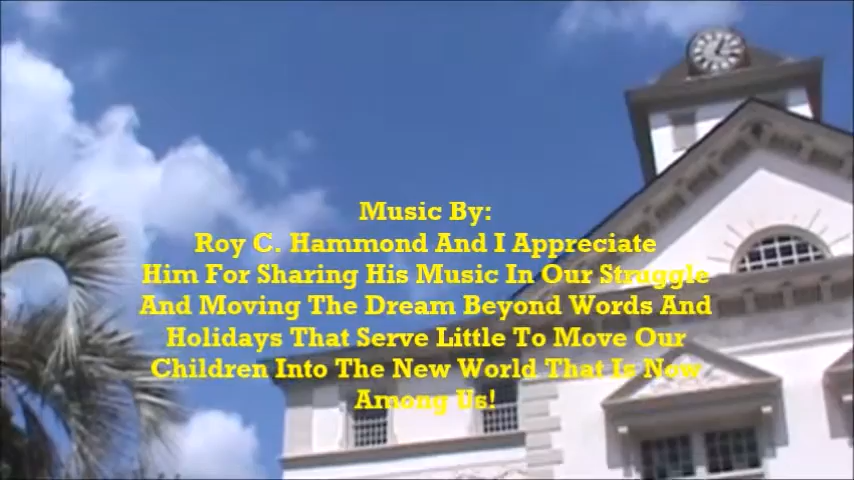 Music By:
Roy C. Hammond And I Appreciate
Him For Sharing His Music In Our Struggle
And Moving The Dream Beyond Words And
Holidays That Serve Little To Move Our
Children Into The New World That Is Now
Among Us!